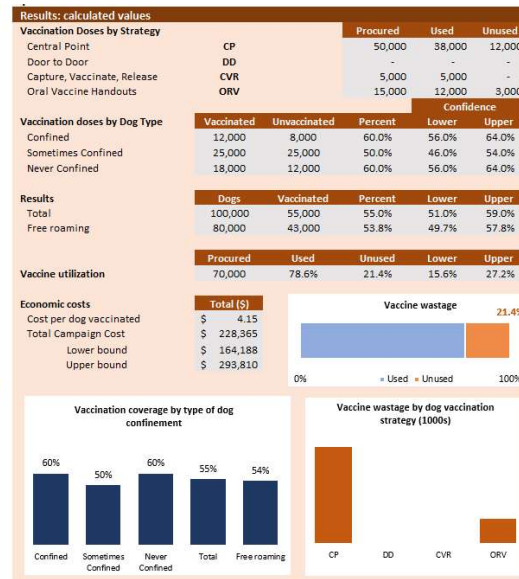 Results: calculated values
Vaccination Doses by Strategy Procured Used Unused
Central Point CP 50,000 38,000 12,000
Door to Door DD - - -
Capture, Vaccinate, Release CVR 5,000 5,000 -
Oral Vaccine Handouts ORV 15,000 12,000 3,000
Confidence
Vaccination doses by Dog Type Vaccinated Unvaccinated Percent Lower Upper
Confined 12,000 8,000 60.0% 56.0% 64.0%
Sometimes Confined 25,000 25,000 50.0% 46.0% 54.0%
Never Confined 18,000 12,000 60.0% 56.0% 64.0%
Results Dogs Vaccinated Percent Lower Upper
Total 100,000 55,000 55.0% 51.0% 59.0%
Free roaming 80,000 43,000 53.8% 49.7% 57.8%
Procured Used Unused Lower Upper
Vaccine utilization 70,000 78.6% 21.4% 15.6% 27.2%
Economic costs Total ($)
Cost per dog vaccinated $ 4.15
Total Campaign Cost $ 228,365
Lower bound $ 164,188
Upper bound $ 293,810
Vaccine wastage
21.4%
0% Used Unused 100%
Vaccination coverage by type of dog
confinement
60% 50% 60% 55% 54%
Confined Sometimes Confined Never Confined Total Free roaming
Vaccine wastage by dog vaccination
strategy (1000s)
CP DD CVR ORV